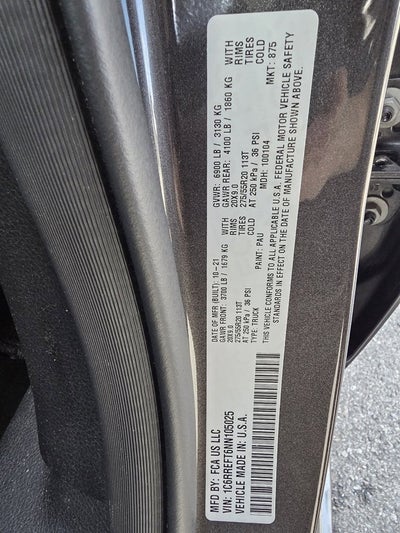 MFD BY: FCA US LLC
DATE OF MFR (BUILT): 10-21 GVWR: 6900 LB / 3130 KG
GAWR FRONT: 3700 LB / 1679 KG GAWR REAR: 4100 LB / 1860 KG WITH
20X9.0 20X9.0 RIMS
275/55R20 113T TIRES 275/55R20 113T TIRES
AT 250 kPa / 36 PSI COLD AT 250 kPa / 36 PSI COLD
TYPE: TRUCK PAINT: PAU MDH: 100104 MKT: 875
THIS VEHICLE CONFORMS TO ALL APPLICABLE U.S.A. FEDERAL MOTOR VEHICLE SAFETY
STANDARDS IN EFFECT ON THE DATE OF MANUFACTURE SHOWN ABOVE.
VIN: 1C6RREFT6NN105025
VEHICLE MADE IN: U.S.A.
WITH
RIMS